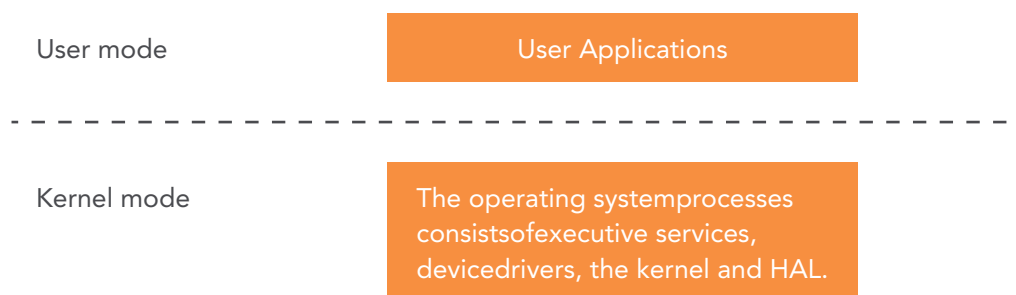 User mode
User Applications
Kernel mode
The operating systemprocesses
consistsofexecutive services,
devicedrivers, the kernel and HAL.